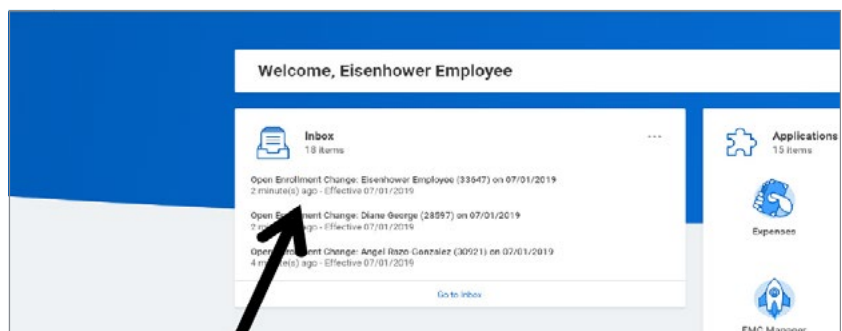 Welcome, Eisenhower Employee
Inbox
18 items
Applications
15 items
Open Enrollment Change: Eisenhower Employee (33647) on 07/01/2019
2 minute(s) ago - Effective 07/01/2019
Open Enrollment Change: Diane George (28597) on 07/01/2019
2 minute(s) ago - Effective 07/01/2019
Open Enrollment Change: Angel Razo-Gonzalez (30921) on 07/01/2019
4 minute(s) ago - Effective 07/01/2019
Go to Inbox
Expenses
EMC Manager